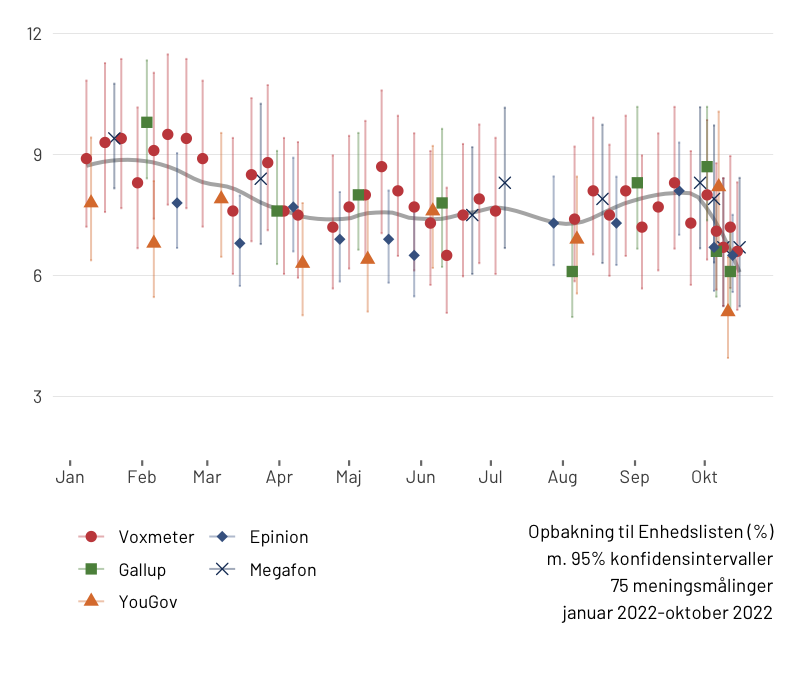 12
9
6
3
Jan Feb Mar Apr Maj Jun Jul Aug Sep Okt
Voxmeter Epinion
Gallup Megafon
YouGov
Opbakning til Enhedslisten (%)
m. 95% konfidensintervaller
75 meningsmålinger
januar 2022-oktober 2022